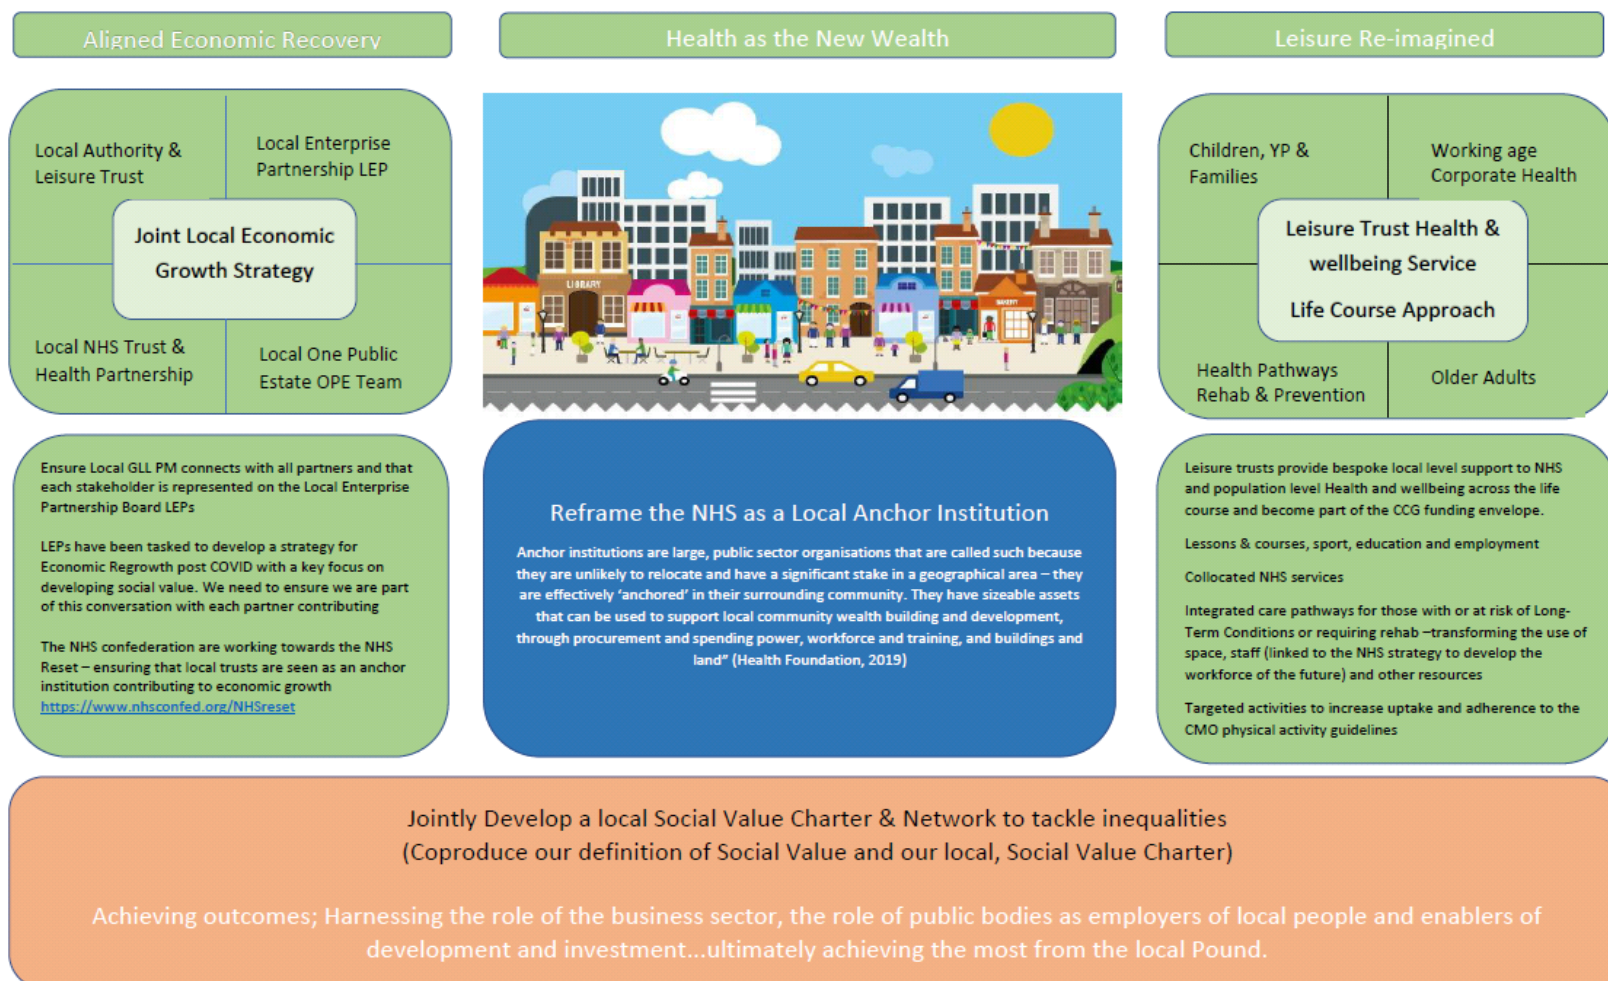 Aligned Economic Recovery
Health as the New Wealth
Leisure Re-imagined
Local Authority &
Leisure Trust
Local Enterprise
Partnership LEP
Joint Local Economic
Growth Strategy
Local NHS Trust &
Health Partnership
Local One Public
Estate OPE Team
LIBRARY
BAKERY
Children, YP &
Families
Working age
Corporate Health
Leisure Trust Health &
wellbeing Service
Life Course Approach
Health Pathways
Rehab & Prevention
Older Adults
Ensure Local GLL PM connects with all partners and that
each stakeholder is represented on the Local Enterprise
Partnership Board LEPs
LEPs have been tasked to develop a strategy for
Economic Regrowth post COVID with a key focus on
developing social value. We need to ensure we are part
of this conversation with each partner contributing
The NHS confederation are working towards the NHS
Reset – ensuring that local trusts are seen as an anchor
institution contributing to economic growth
https://www.nhsconfed.org/NHSreset
Reframe the NHS as a Local Anchor Institution
Anchor institutions are large, public sector organisations that are called such because
they are unlikely to relocate and have a significant stake in a geographical area – they
are effectively ‘anchored’ in their surrounding community. They have sizeable assets
that can be used to support local community wealth building and development,
through procurement and spending power, workforce and training, and buildings and
land” (Health Foundation, 2019)
Leisure trusts provide bespoke local level support to NHS
and population level Health and wellbeing across the life
course and become part of the CCG funding envelope.
Lessons & courses, sport, education and employment
Collocated NHS services
Integrated care pathways for those with or at risk of Long-
Term Conditions or requiring rehab –transforming the use of
space, staff (linked to the NHS strategy to develop the
workforce of the future) and other resources
Targeted activities to increase uptake and adherence to the
CMO physical activity guidelines
Jointly Develop a local Social Value Charter & Network to tackle inequalities
(Coproduce our definition of Social Value and our local, Social Value Charter)
Achieving outcomes; Harnessing the role of the business sector, the role of public bodies as employers of local people and enablers of
development and investment...ultimately achieving the most from the local Pound.